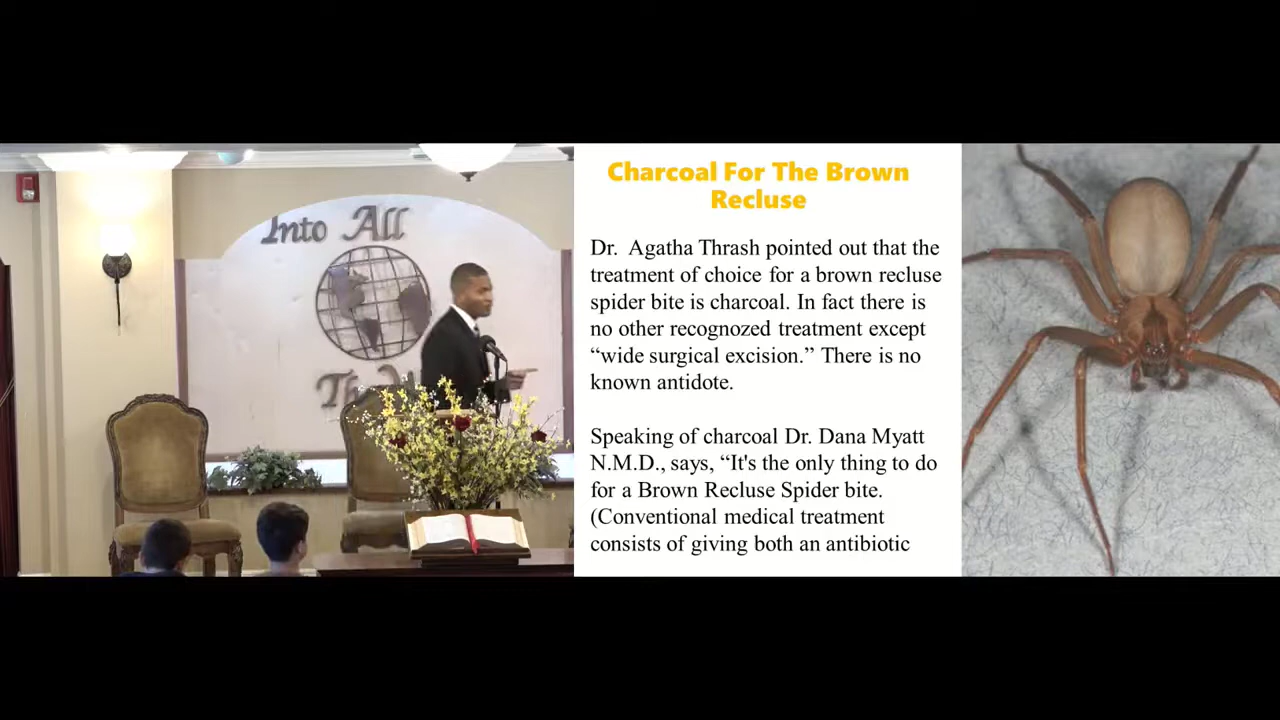 Into All
Charcoal For The Brown
Recluse
Dr. Agatha Thrash pointed out that the
treatment of choice for a brown recluse
spider bite is charcoal. In fact there is
no other recognozed treatment except
“wide surgical excision.” There is no
known antidote.
Speaking of charcoal Dr. Dana Myatt
N.M.D., says, “It's the only thing to do
for a Brown Recluse Spider bite.
(Conventional medical treatment
consists of giving both an antibiotic